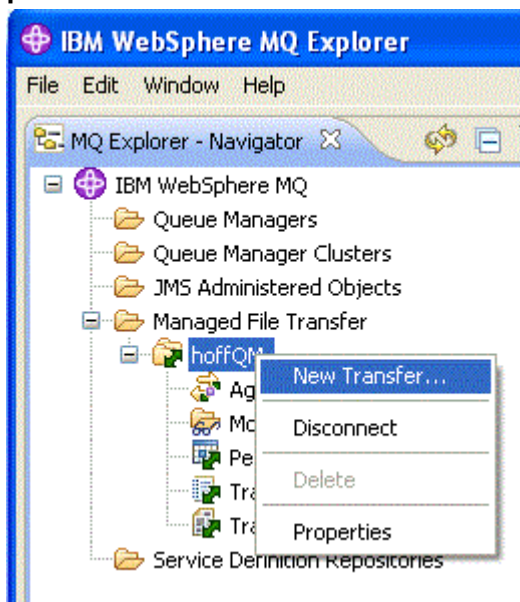 IBM WebSphere MQ Explorer
File Edit Window Help
MQ Explorer - Navigator
IBM WebSphere MQ
Queue Managers
Queue Manager Clusters
JMS Administered Objects
Managed File Transfer
hoffQM
New Transfer...
Disconnect
Delete
Properties
Service Definition Repositories